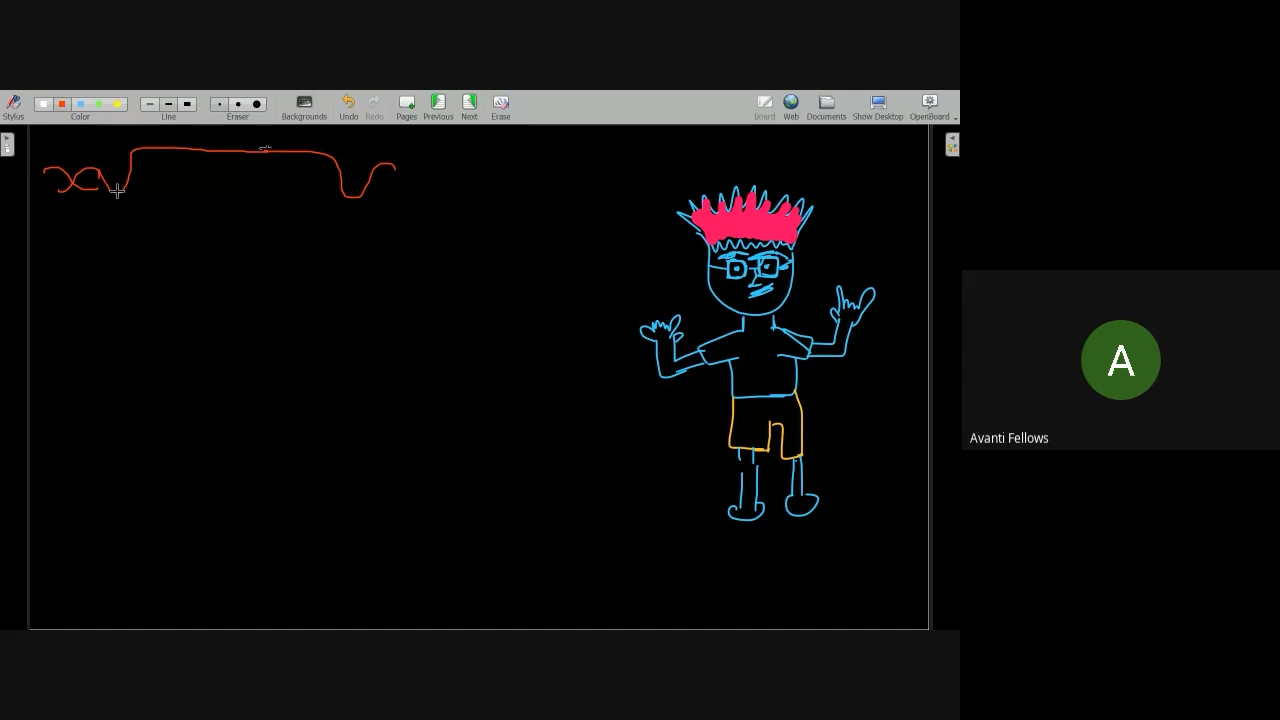 Stylus Color Line Eraser Backgrounds Undo Redo Pages Previous Next Erase Board Web Documents Show Desktop OpenBoard
A
Avanti Fellows